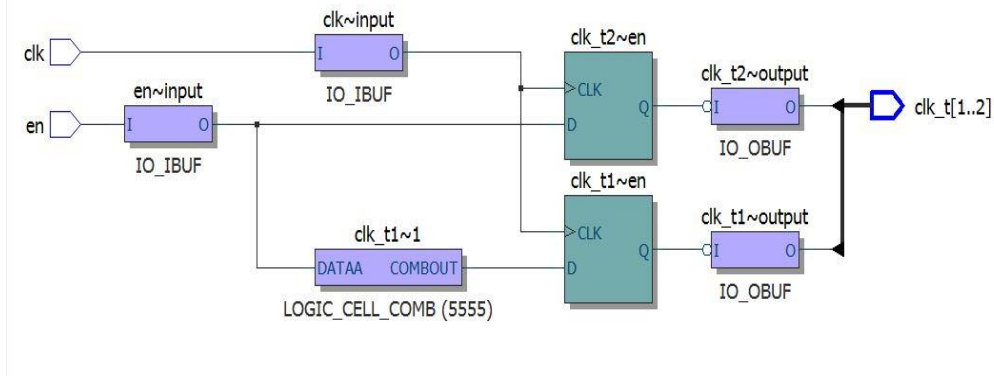 clk~input
clk
I
O
IO_IBUF
en~input
en
I
O
IO_IBUF
clk_t2~en
CLK
D
Q
clk_t2~output
I
O
IO_OBUF
clk_t[1..2]
clk_t1~en
CLK
D
Q
clk_t1~output
I
O
IO_OBUF
clk_t1~1
DATAA COMBOUT
LOGIC_CELL_COMB (5555)